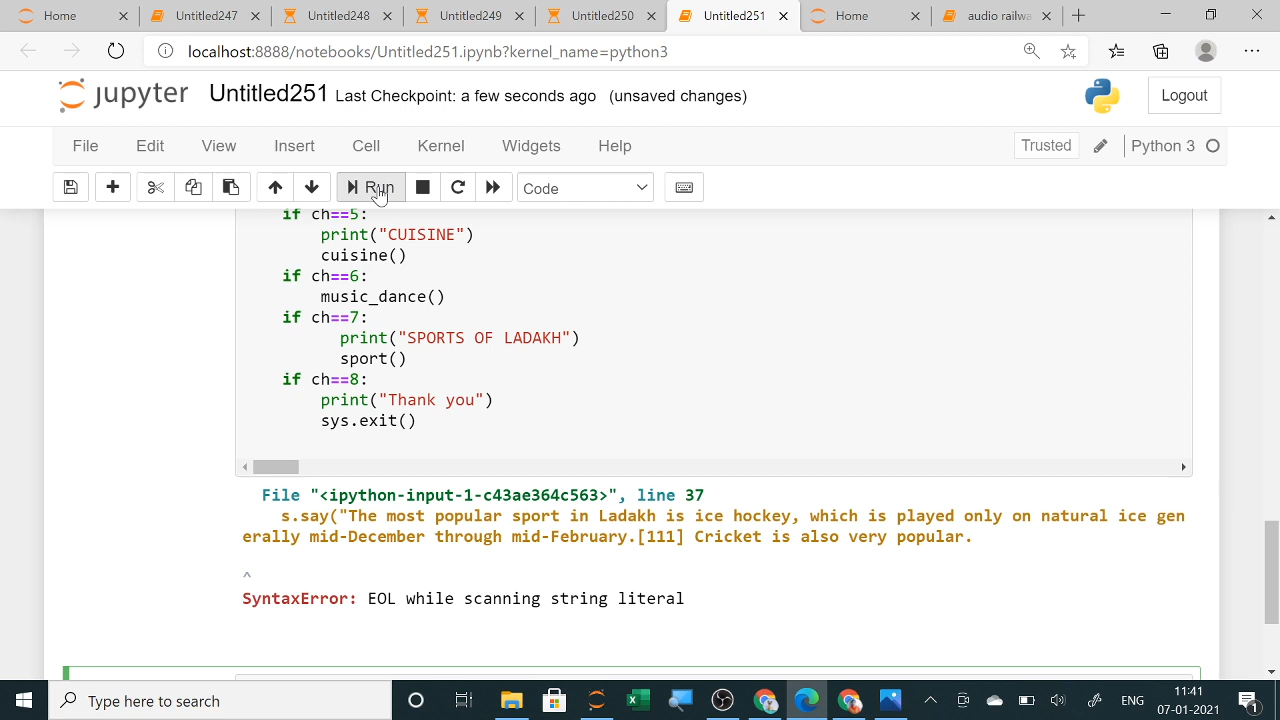 Home
Untitled247
Untitled248
Untitled249
Untitled250
Untitled251
Home
audio railwa
localhost:8888/notebooks/Untitled251.ipynb?kernel_name=python3
jupyter Untitled251 Last Checkpoint: a few seconds ago (unsaved changes)
Logout
File Edit View Insert Cell Kernel Widgets Help
Trusted
Python 3
Run
Code
if ch==5:
print("CUISINE")
cuisine()
if ch==6:
music_dance()
if ch==7:
print("SPORTS OF LADAKH")
sport()
if ch==8:
print("Thank you")
sys.exit()
File "<ipython-input-1-c43ae364c563>", line 37
s.say("The most popular sport in Ladakh is ice hockey, which is played only on natural ice gen
erally mid-December through mid-February.[111] Cricket is also very popular.
^
SyntaxError: EOL while scanning string literal
Type here to search
ENG
11:41
07-01-2021
1